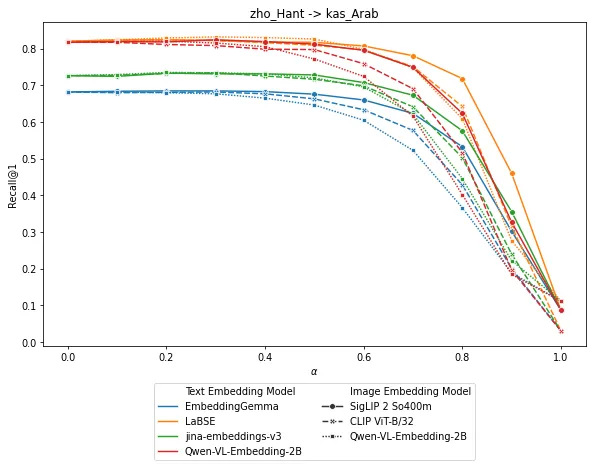 zho_Hant -> kas_Arab
Recall@1
0.8
0.7
0.6
0.5
0.4
0.3
0.2
0.1
0.0
0.0 0.2 0.4 0.6 0.8 1.0
α
Text Embedding Model
EmbeddingGemma
LaBSE
jina-embeddings-v3
Qwen-VL-Embedding-2B
Image Embedding Model
SigLIP 2 So400m
CLIP ViT-B/32
Qwen-VL-Embedding-2B